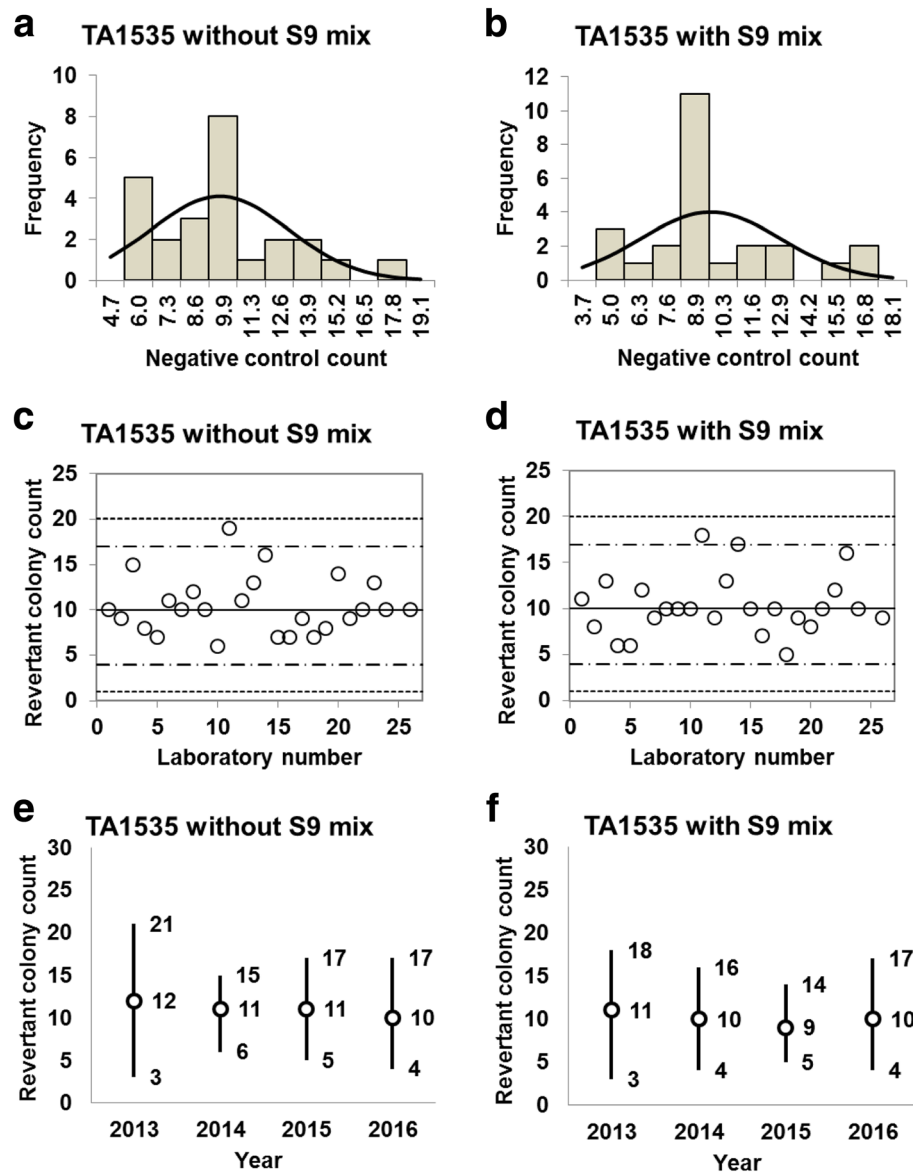 a
TA1535 without S9 mix
10
8
6
4
2
0
Frequency
4.7 6.0 7.3 8.6 9.9 11.3 12.6 13.9 15.2 16.5 17.8 19.1
Negative control count
b
TA1535 with S9 mix
12
10
8
6
4
2
0
Frequency
3.7 5.0 6.3 7.6 8.9 10.3 11.6 12.9 14.2 15.5 16.8 18.1
Negative control count
c
TA1535 without S9 mix
25
20
15
10
5
0
Revertant colony count
0 5 10 15 20 25
Laboratory number
d
TA1535 with S9 mix
25
20
15
10
5
0
Revertant colony count
0 5 10 15 20 25
Laboratory number
e
TA1535 without S9 mix
30
25
20
15
10
5
0
Revertant colony count
21 15 17 17
12 11 11 10
3 6 5 4
2013 2014 2015 2016
Year
f
TA1535 with S9 mix
30
25
20
15
10
5
0
Revertant colony count
18 16 14 17
11 10 9 10
3 4 5 4
2013 2014 2015 2016
Year